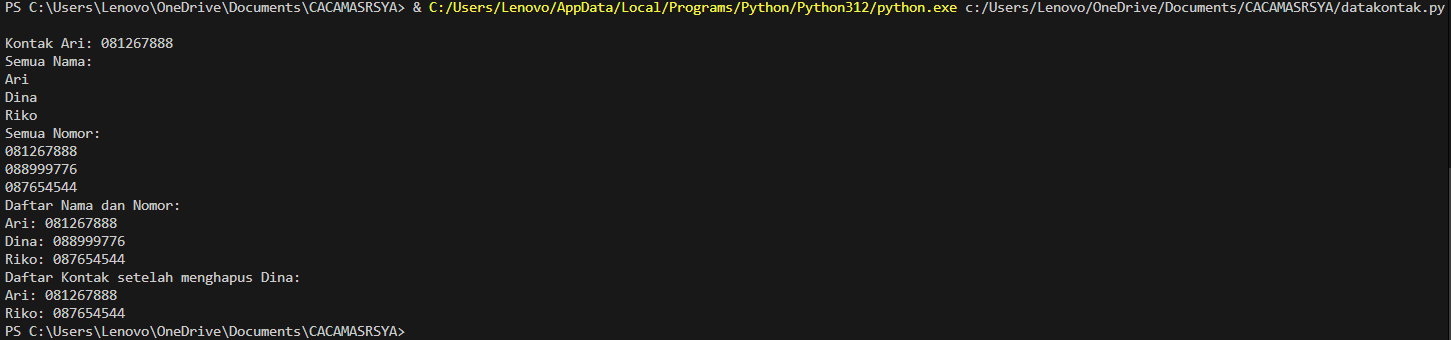 PS C:\Users\Lenovo\OneDrive\Documents\CACAMASRSYA> & C:/Users/Lenovo/AppData/Local/Programs/Python/Python312/python.exe c:/Users/Lenovo/OneDrive/Documents/CACAMASRSYA/datakontak.py
Kontak Ari: 081267888
Semua Nama:
Ari
Dina
Riko
Semua Nomor:
081267888
088999776
087654544
Daftar Nama dan Nomor:
Ari: 081267888
Dina: 088999776
Riko: 087654544
Daftar Kontak setelah menghapus Dina:
Ari: 081267888
Riko: 087654544
PS C:\Users\Lenovo\OneDrive\Documents\CACAMASRSYA>